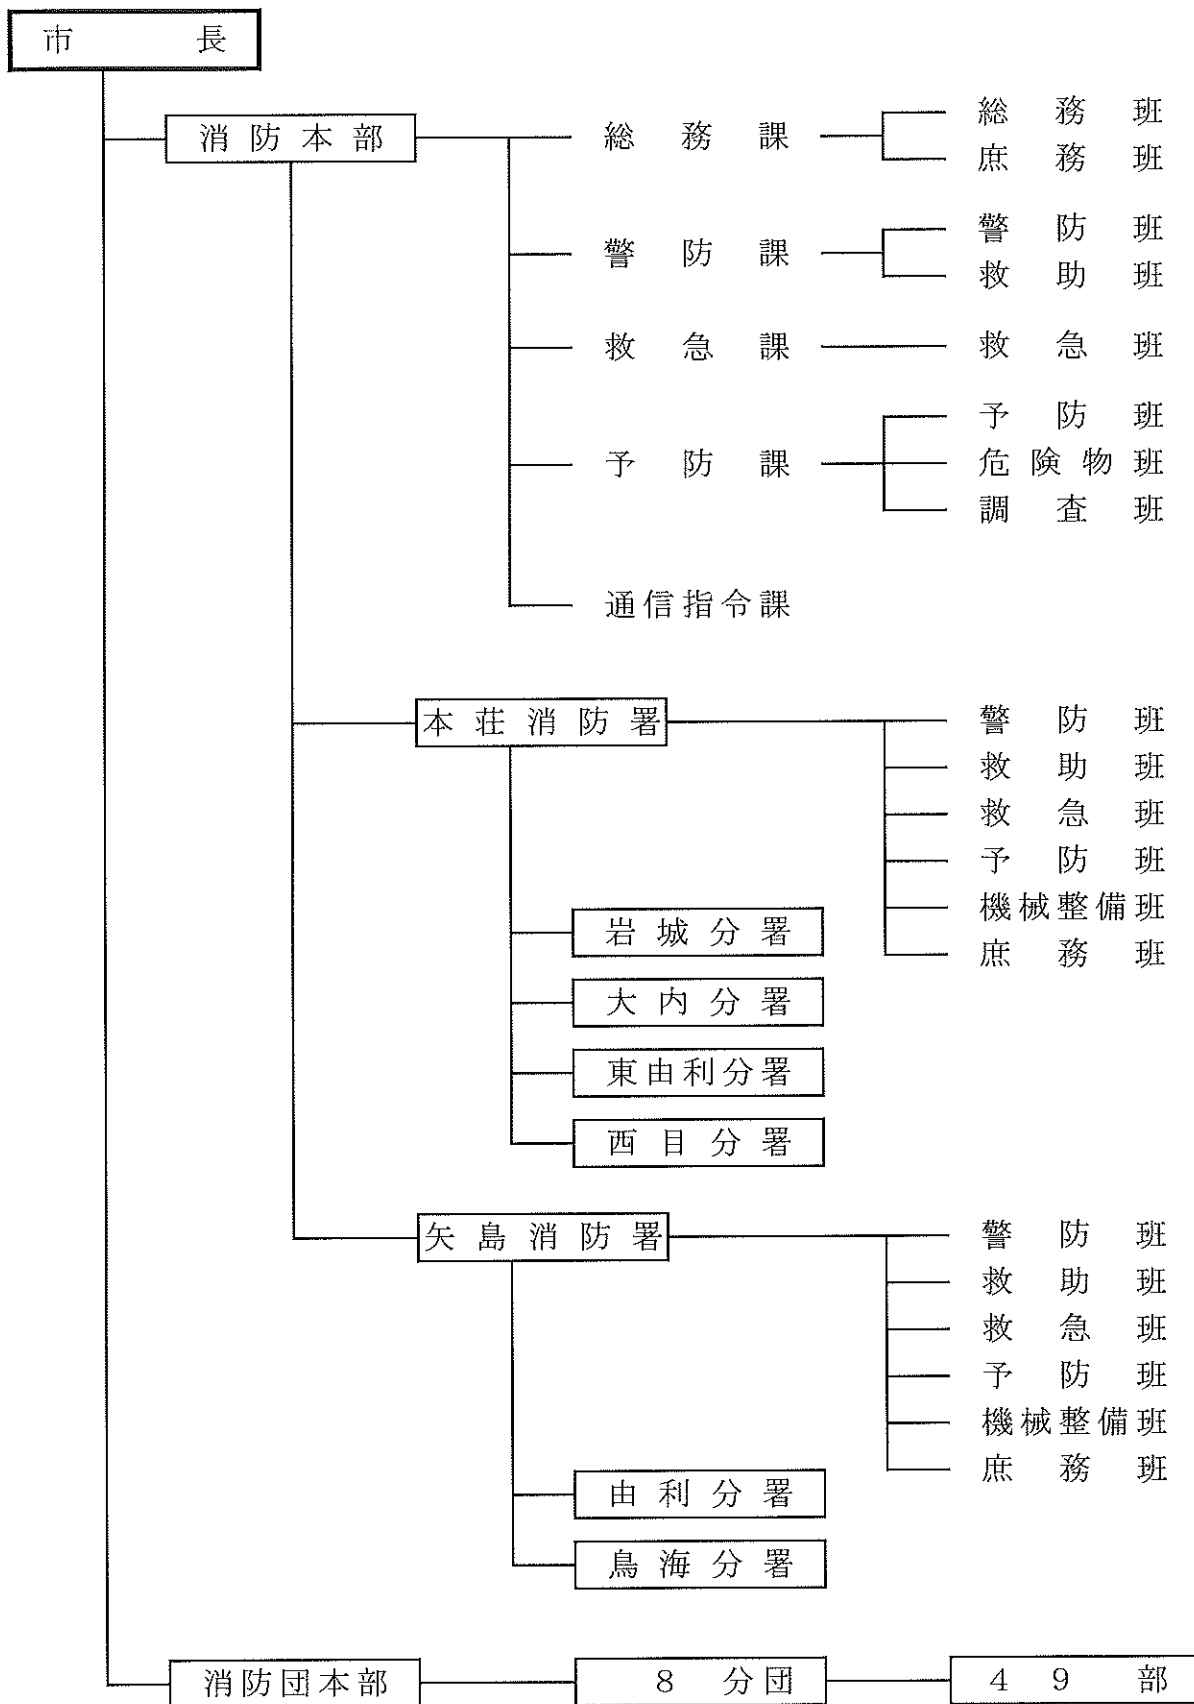 市長
消防本部
総務課
総務班
庶務班
警防課
警防班
救助班
救急課
救急班
予防課
予防班
危険物班
調査班
通信指令課
本荘消防署
警防班
救助班
救急班
予防班
機械整備班
庶務班
岩城分署
大内分署
東由利分署
西目分署
矢島消防署
警防班
救助班
救急班
予防班
機械整備班
庶務班
由利分署
鳥海分署
消防団本部
8分団
49部